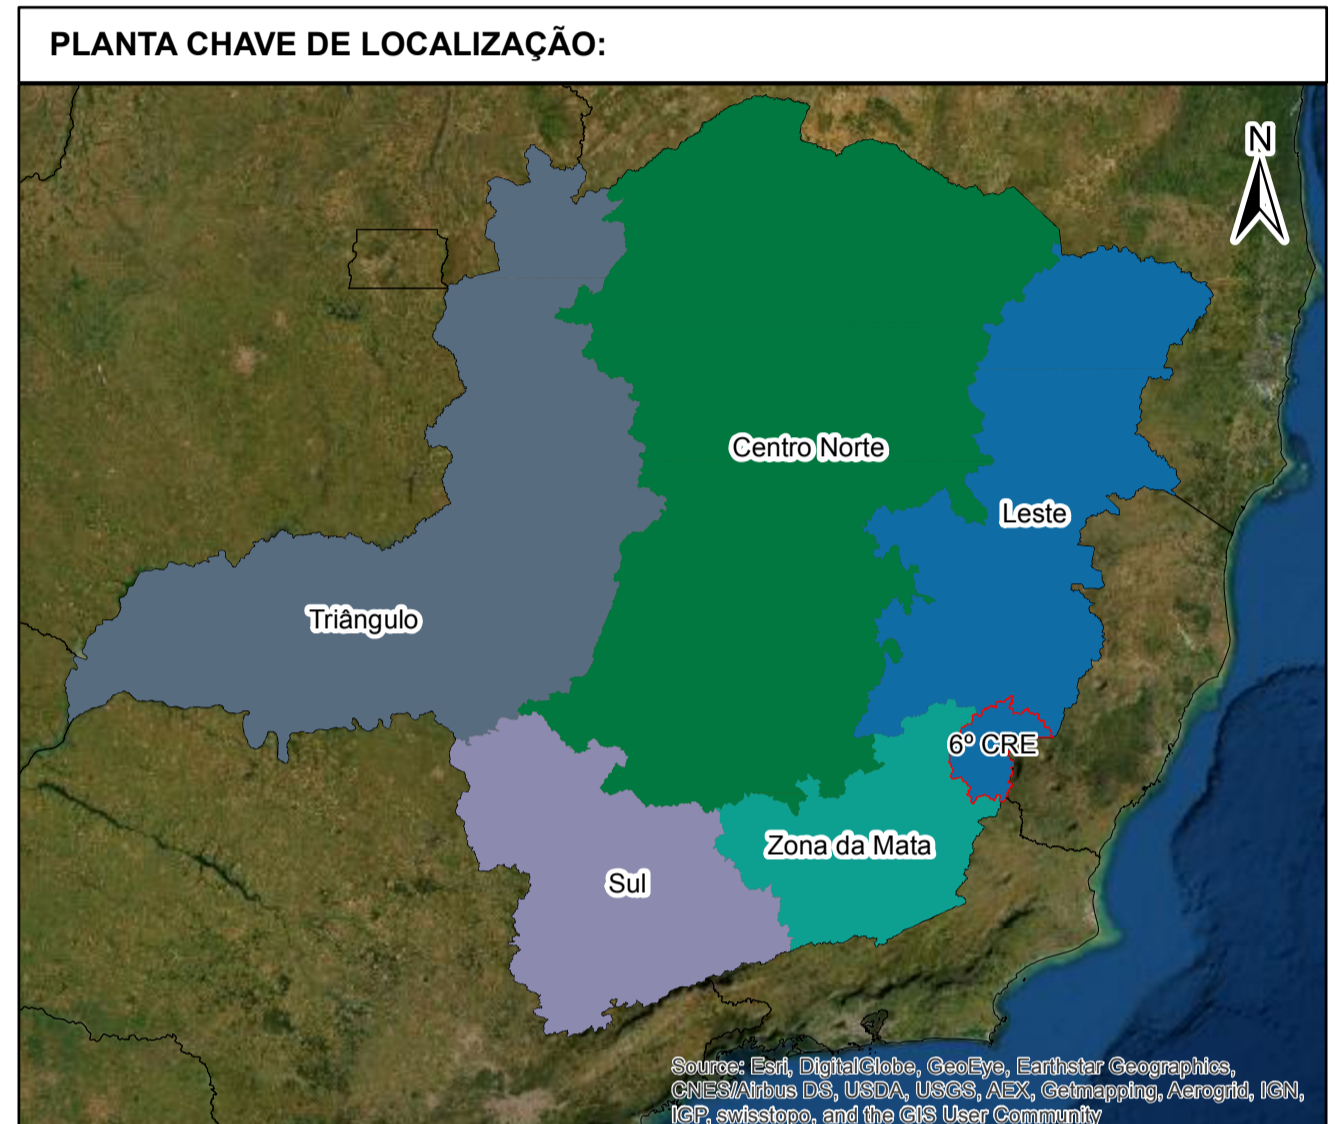 PLANTA CHAVE DE LOCALIZAÇÃO:
N
Centro Norte
Leste
Triângulo
6º CRE
Zona da Mata
Sul
Source: Esri, DigitalGlobe, GeoEye, Earthstar Geographics,
CNES/Airbus DS, USDA, USGS, AEX, Getmapping, Aerogrid, IGN,
IGP, swisstopo, and the GIS User Community